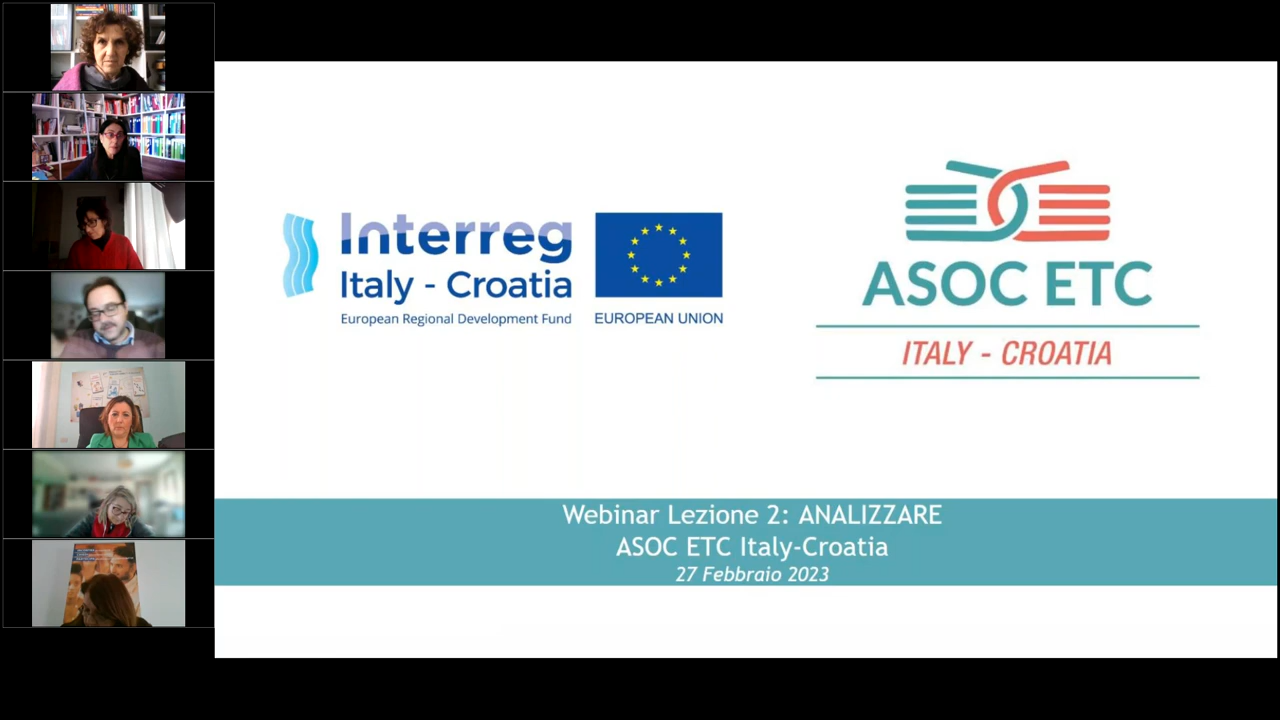 Interreg
Italy - Croatia
European Regional Development Fund
EUROPEAN UNION
ASOC ETC
ITALY - CROATIA
Webinar Lezione 2: ANALIZZARE
ASOC ETC Italy-Croatia
27 Febbraio 2023